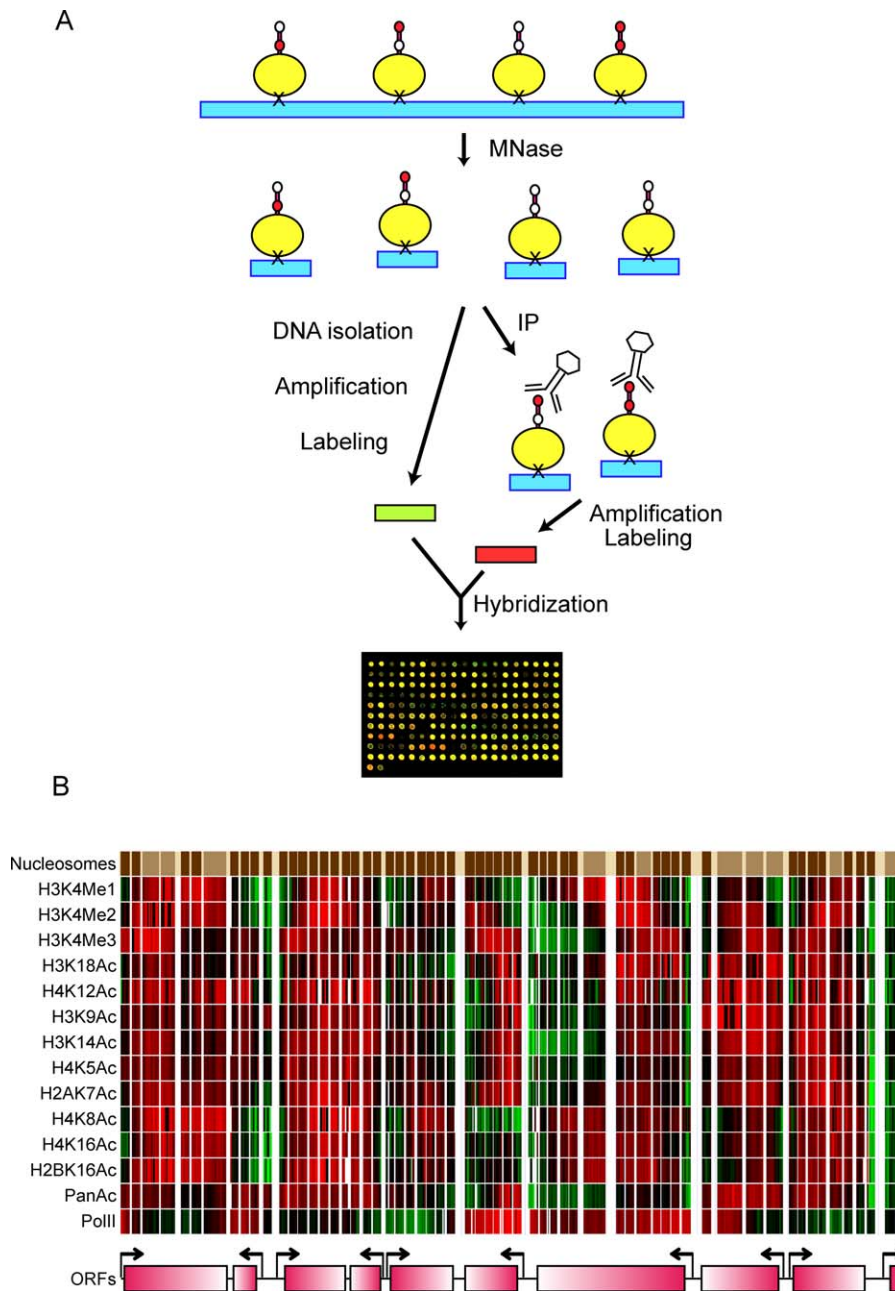 A
MNase
DNA isolation
IP
Amplification
Labeling
Amplification
Labeling
Hybridization
B
Nucleosomes
H3K4Me1
H3K4Me2
H3K4Me3
H3K18Ac
H4K12Ac
H3K9Ac
H3K14Ac
H4K5Ac
H2AK7Ac
H4K8Ac
H4K16Ac
H2BK16Ac
PanAc
PolII
ORFs